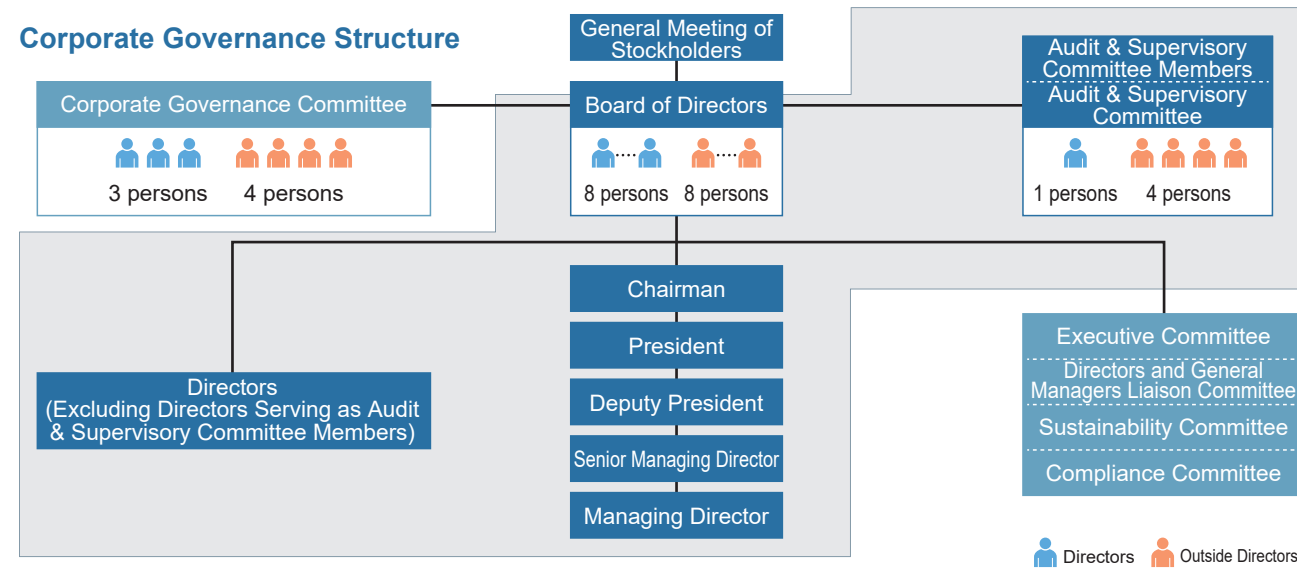 Corporate Governance Structure
General Meeting of
Stockholders
Corporate Governance Committee
3 persons 4 persons
Board of Directors
8 persons 8 persons
Audit & Supervisory
Committee Members
Audit & Supervisory
Committee
1 persons 4 persons
Chairman
President
Deputy President
Senior Managing Director
Managing Director
Directors
(Excluding Directors Serving as Audit
& Supervisory Committee Members)
Executive Committee
Directors and General
Managers Liaison Committee
Sustainability Committee
Compliance Committee
Directors Outside Directors